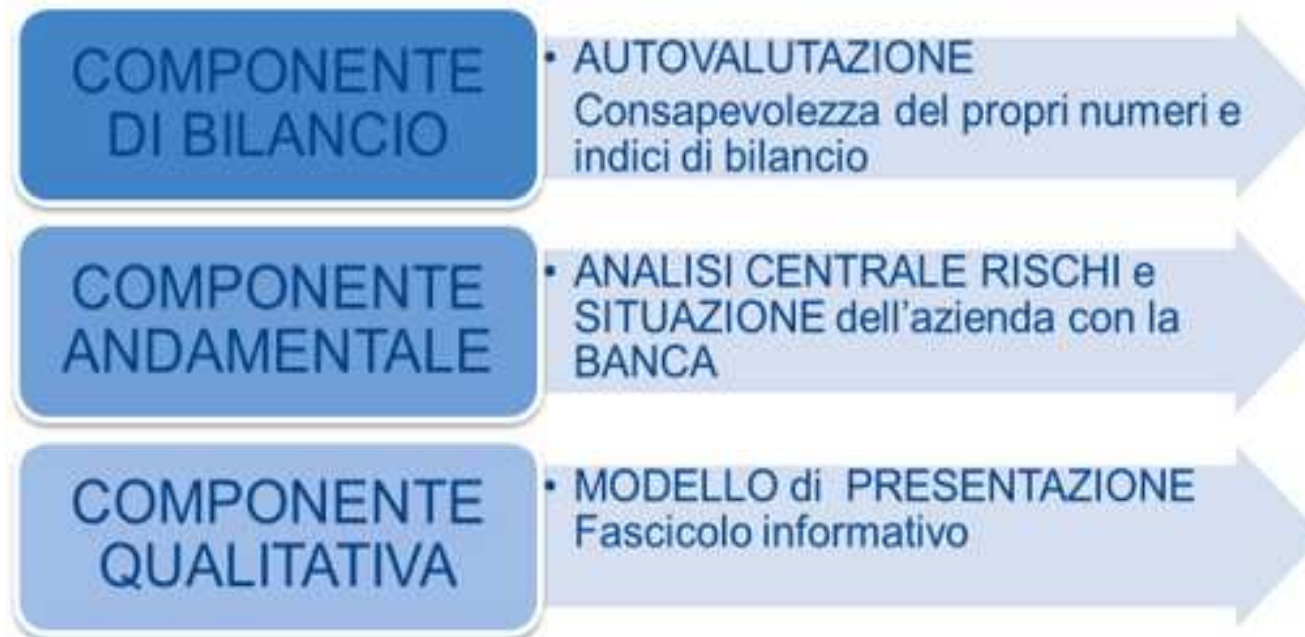 COMPONENTE
DI BILANCIO
• AUTOVALUTAZIONE
Consapevolezza del propri numeri e
indici di bilancio
COMPONENTE
ANDAMENTALE
• ANALISI CENTRALE RISCHI e
SITUAZIONE dell'azienda con la
BANCA
COMPONENTE
QUALITATIVA
• MODELLO di PRESENTAZIONE
Fascicolo informativo